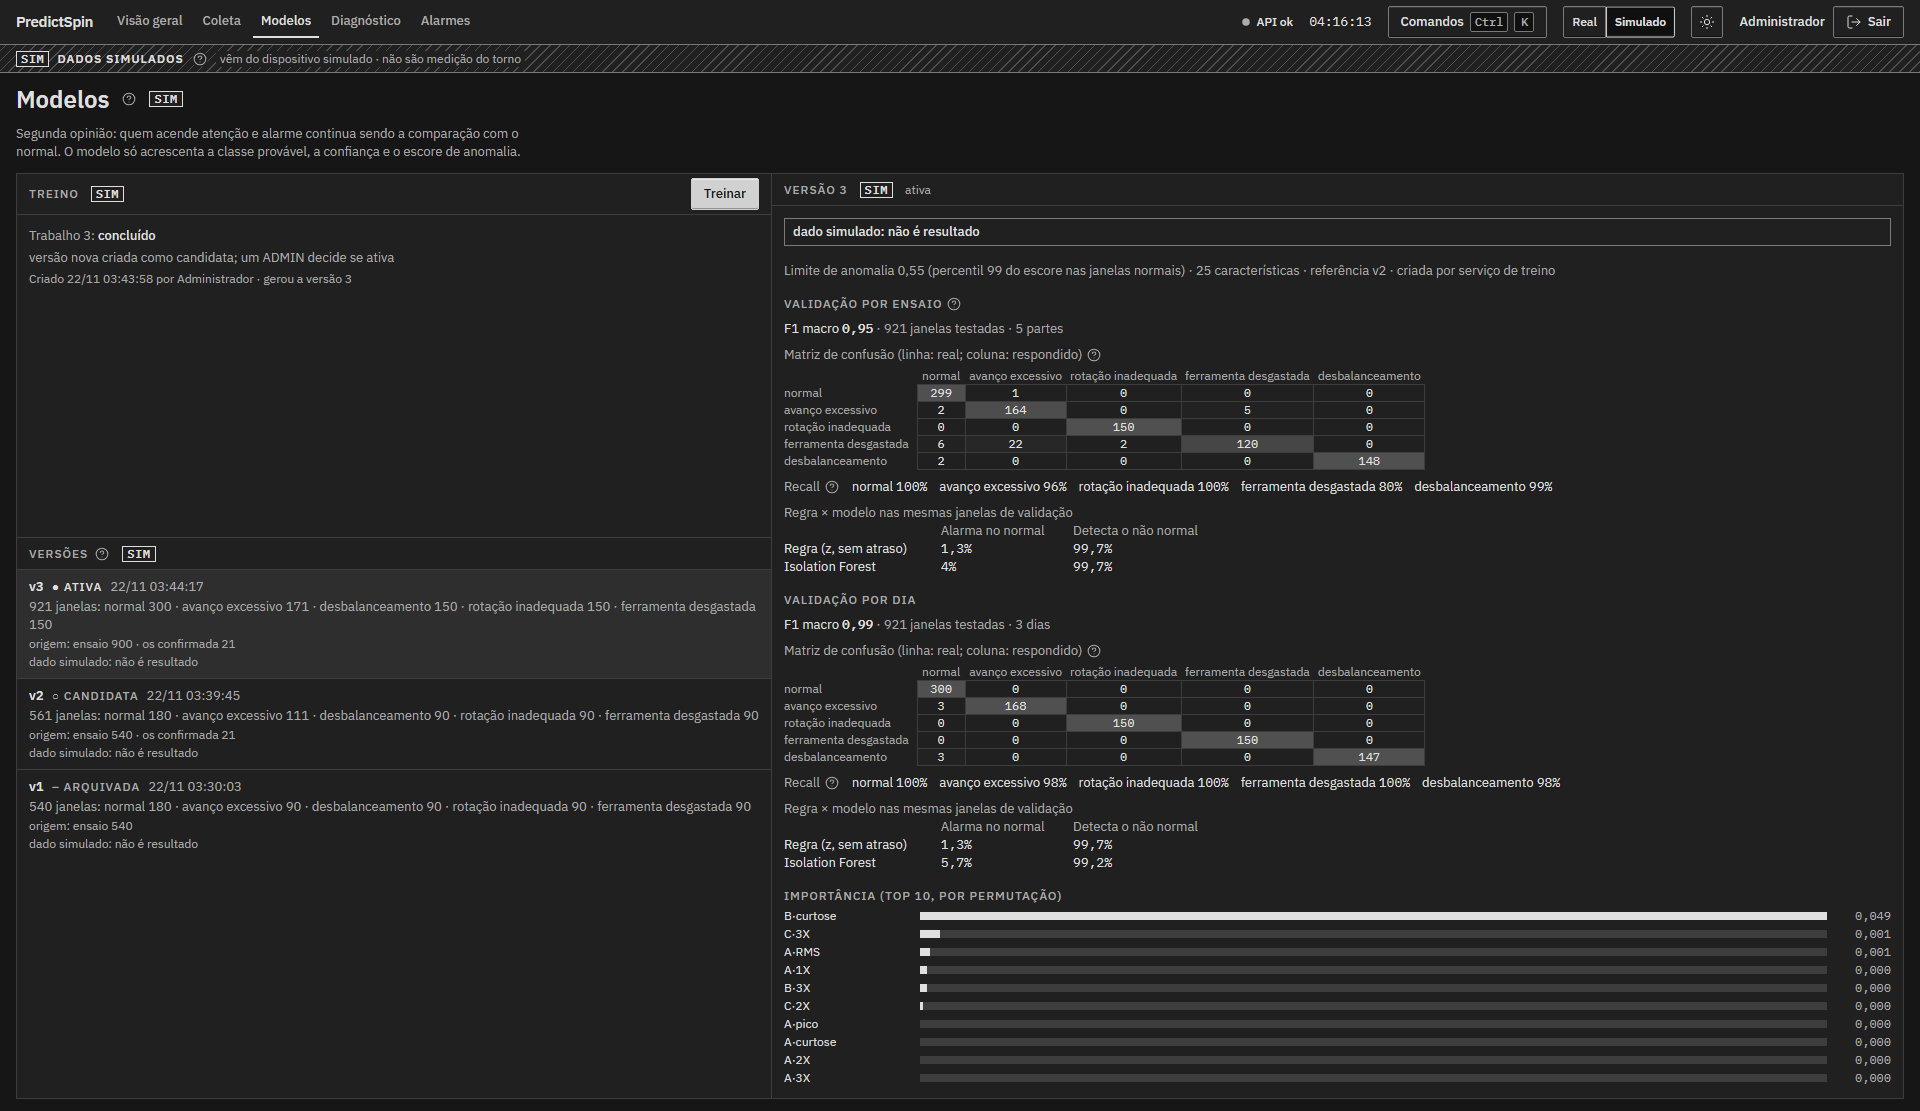 PredictSpin Visão geral Coleta Modelos Diagnóstico Alarmes API ok 04:16:13 Comandos Ctrl K Real Simulado Administrador Sair
SIM DADOS SIMULADOS ? vêm do dispositivo simulado · não são medição do torno
Modelos ? SIM
Segunda opinião: quem acende atenção e alarme continua sendo a comparação com o
normal. O modelo só acrescenta a classe provável, a confiança e o escore de anomalia.
TREINO SIM Treinar
Trabalho 3: concluído
versão nova criada como candidata; um ADMIN decide se ativa
Criado 22/11 03:43:58 por Administrador · gerou a versão 3
VERSÕES ? SIM
v3 ● ATIVA 22/11 03:44:17
921 janelas: normal 300 · avanço excessivo 171 · desbalanceamento 150 · rotação inadequada 150 · ferramenta desgastada
150
origem: ensaio 900 · os confirmada 21
dado simulado: não é resultado
v2 ○ CANDIDATA 22/11 03:39:45
561 janelas: normal 180 · avanço excessivo 111 · desbalanceamento 90 · rotação inadequada 90 · ferramenta desgastada 90
origem: ensaio 540 · os confirmada 21
dado simulado: não é resultado
v1 – ARQUIVADA 22/11 03:30:03
540 janelas: normal 180 · avanço excessivo 90 · desbalanceamento 90 · rotação inadequada 90 · ferramenta desgastada 90
origem: ensaio 540
dado simulado: não é resultado
VERSÃO 3 SIM ativa
dado simulado: não é resultado
Limite de anomalia 0,55 (percentil 99 do escore nas janelas normais) · 25 características · referência v2 · criada por serviço de treino
VALIDAÇÃO POR ENSAIO ?
F1 macro 0,95 · 921 janelas testadas · 5 partes
Matriz de confusão (linha: real; coluna: respondido) ?
normal avanço excessivo rotação inadequada ferramenta desgastada desbalanceamento
normal 299 1 0 0 0
avanço excessivo 2 164 0 5 0
rotação inadequada 0 0 150 0 0
ferramenta desgastada 6 22 2 120 0
desbalanceamento 2 0 0 0 148
Recall ? normal 100% avanço excessivo 96% rotação inadequada 100% ferramenta desgastada 80% desbalanceamento 99%
Regra × modelo nas mesmas janelas de validação
Alarma no normal Detecta o não normal
Regra (z, sem atraso) 1,3% 99,7%
Isolation Forest 4% 99,7%
VALIDAÇÃO POR DIA
F1 macro 0,99 · 921 janelas testadas · 3 dias
Matriz de confusão (linha: real; coluna: respondido) ?
normal avanço excessivo rotação inadequada ferramenta desgastada desbalanceamento
normal 300 0 0 0 0
avanço excessivo 3 168 0 0 0
rotação inadequada 0 0 150 0 0
ferramenta desgastada 0 0 0 150 0
desbalanceamento 3 0 0 0 147
Recall ? normal 100% avanço excessivo 98% rotação inadequada 100% ferramenta desgastada 100% desbalanceamento 98%
Regra × modelo nas mesmas janelas de validação
Alarma no normal Detecta o não normal
Regra (z, sem atraso) 1,3% 99,7%
Isolation Forest 5,7% 99,2%
IMPORTÂNCIA (TOP 10, POR PERMUTAÇÃO)
B·curtose 0,049
C·3X 0,001
A·RMS 0,001
A·1X 0,000
B·3X 0,000
C·2X 0,000
A·pico 0,000
A·curtose 0,000
A·2X 0,000
A·3X 0,000